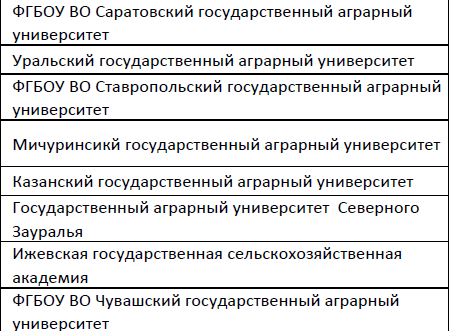 ФГБОУ ВО Саратовский государственный аграрный
университет
Уральский государственный аграрный университет
ФГБОУ ВО Ставропольский государственный аграрный
университет
Мичуринсикй государственный аграрный университет
Казанский государственный аграрный университет
Государственный аграрный университет Северного
Зауралья
Ижевская государственная сельскохозяйственная
академия
ФГБОУ ВО Чувашский государственный аграрный
университет